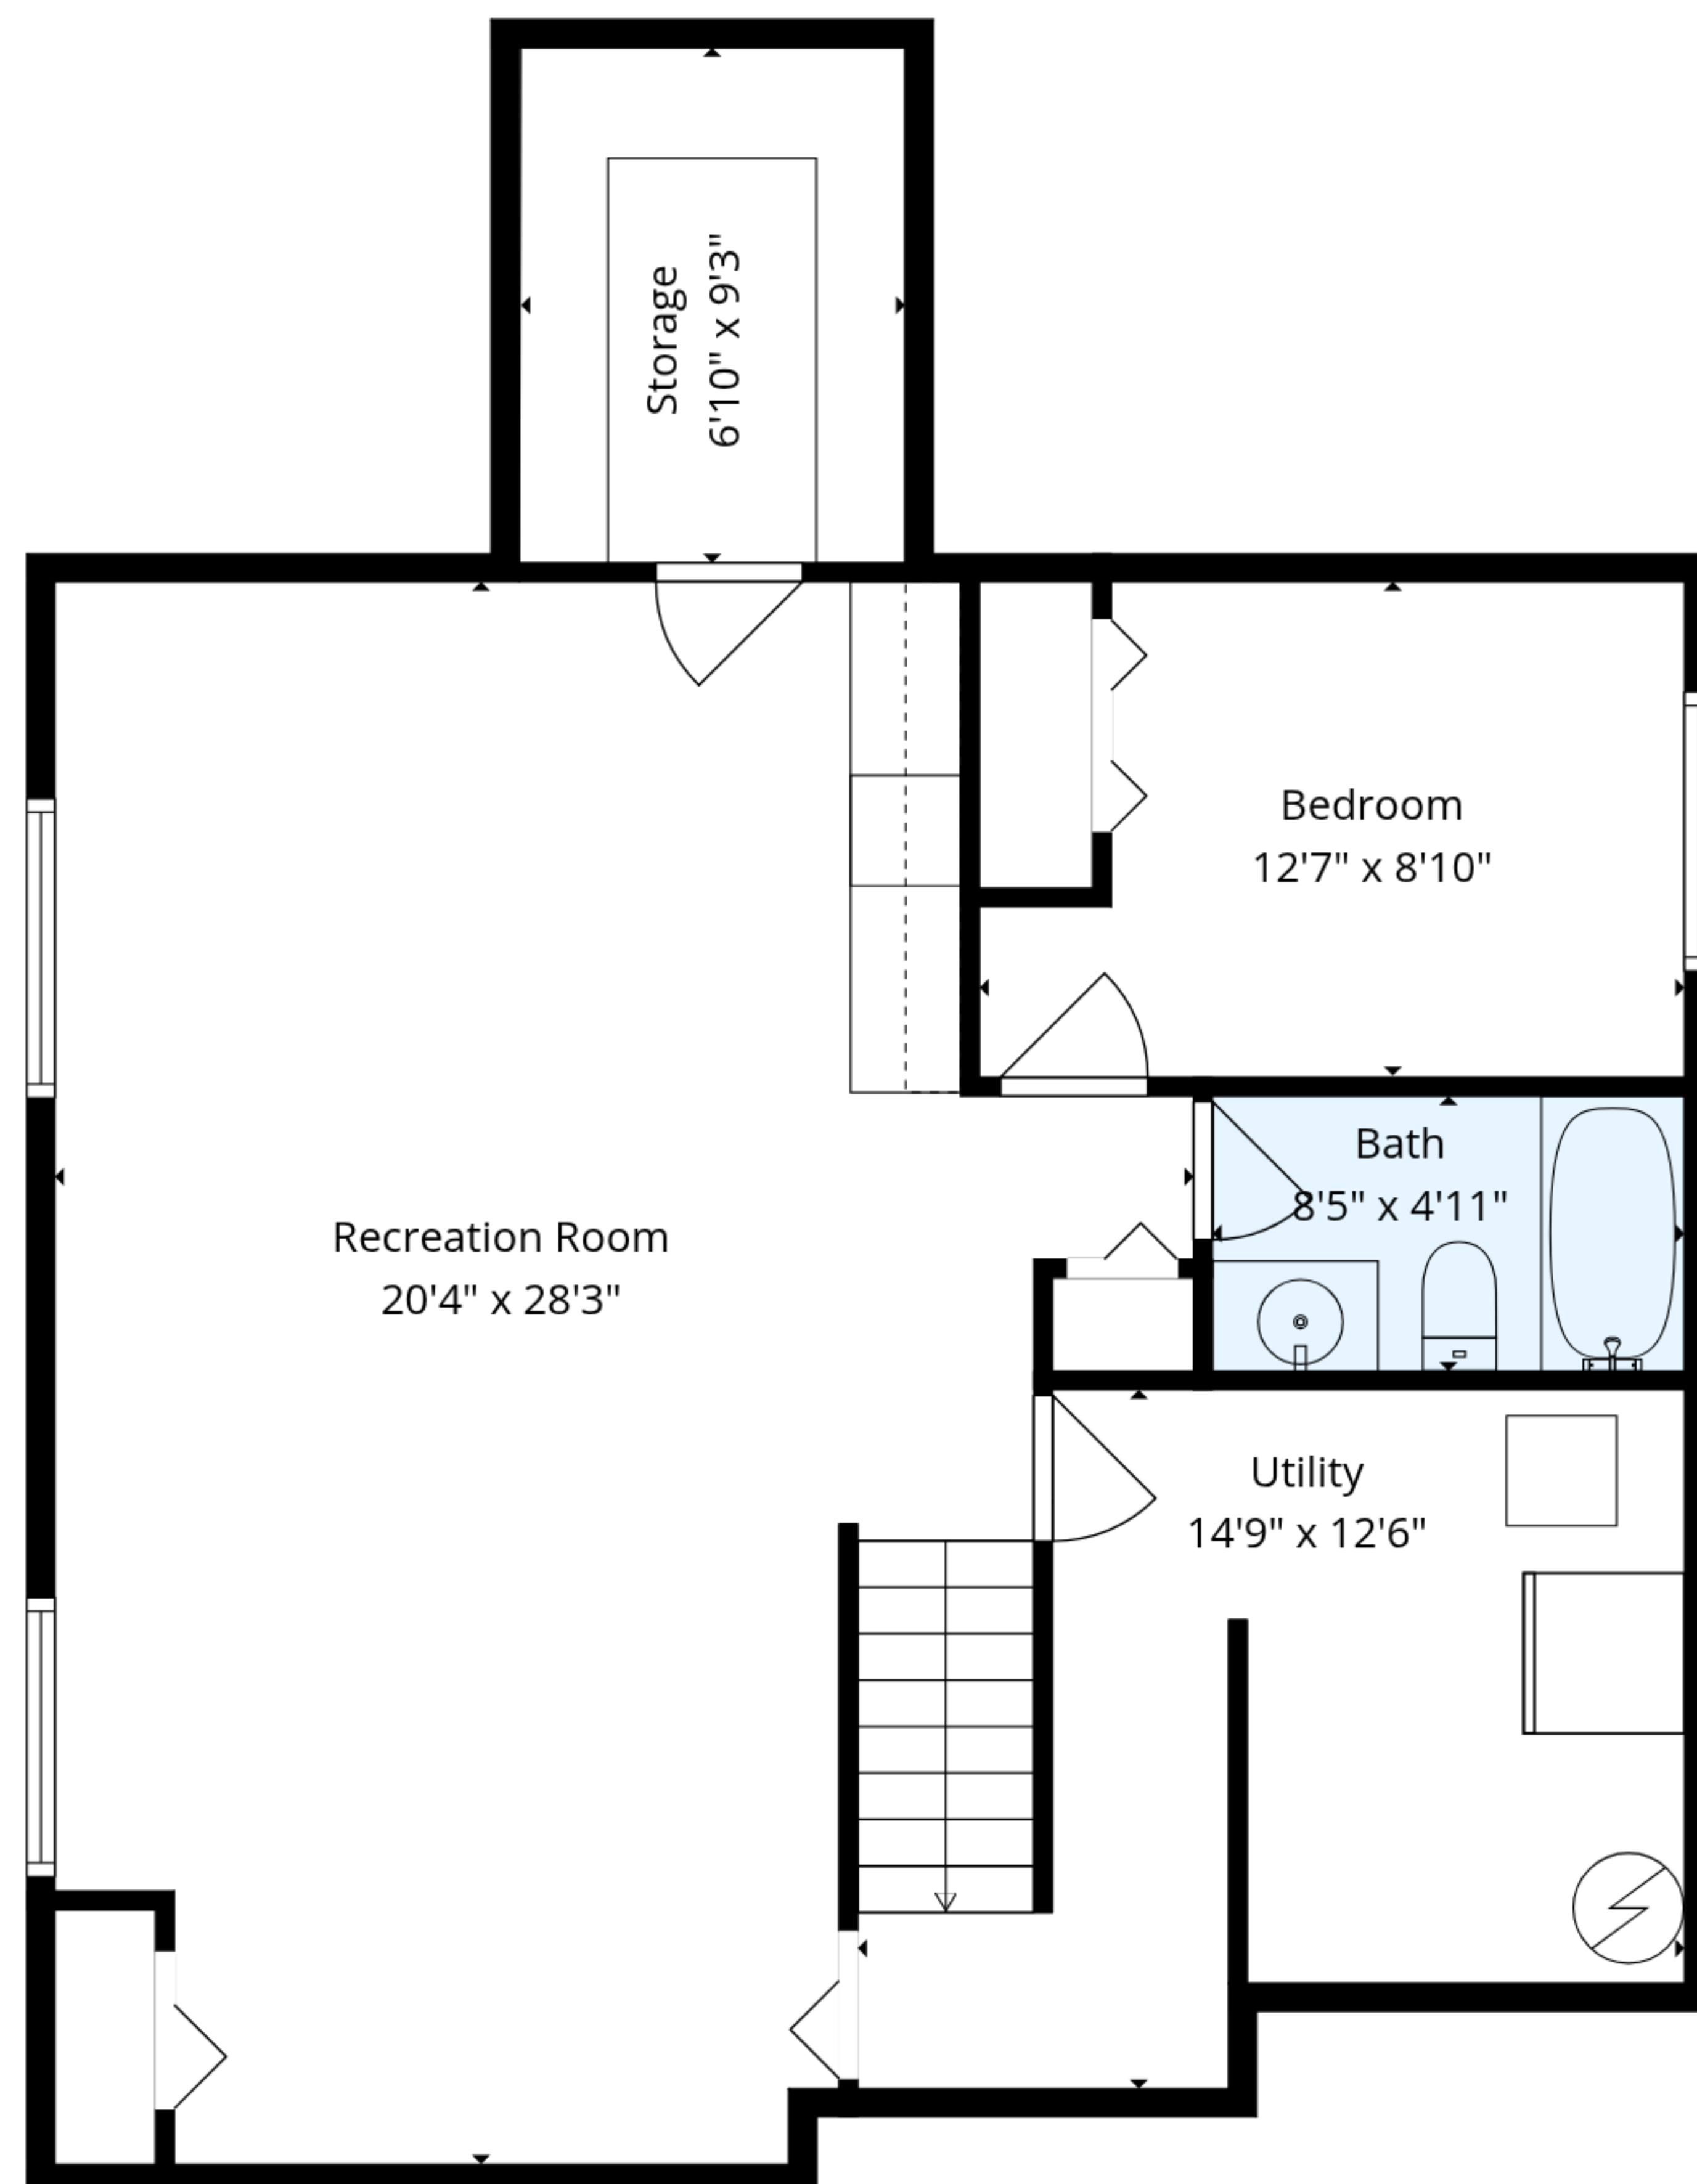 Storage
6'10" x 9'3"
Bedroom
12'7" x 8'10"
Bath
8'5" x 4'11"
Recreation Room
20'4" x 28'3"
Utility
14'9" x 12'6"